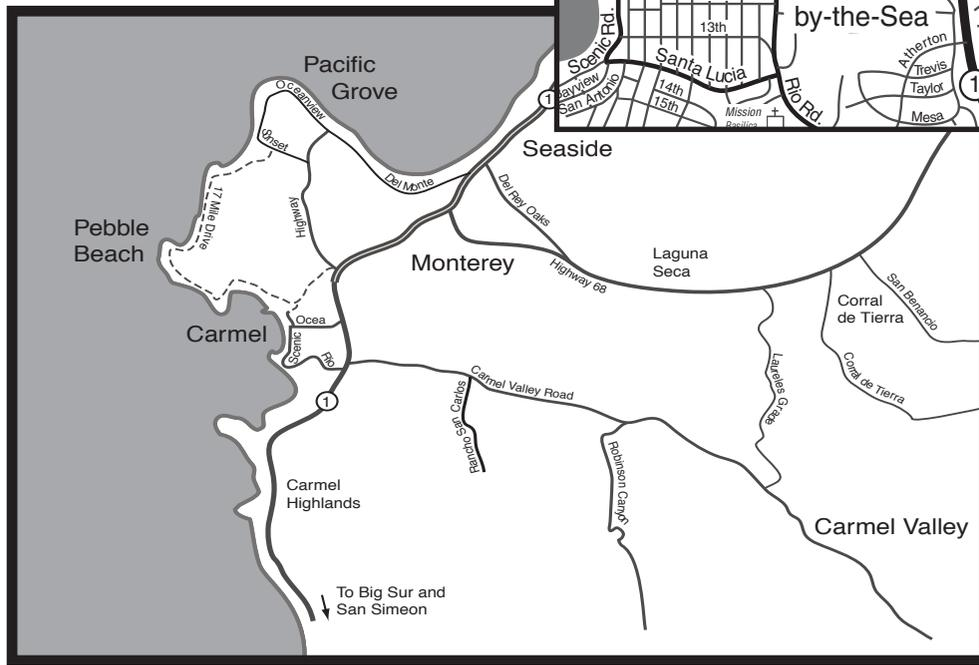 by-the-Sea
13th
Scenic Rd.
Santa Lucia
Atherton
Trevis
Taylor
Mesa
Bayview
San Antonio
14th
15th
Rio Rd.
Mission
Basilica
1
1
Pacific
Grove
Oceanview
Sunset
Seaside
Del Monte
Del Rey Oaks
17 Mile Drive
Highway
Pebble
Beach
Monterey
Highway 68
Laguna
Seca
San Benancio
Corral
de Tierra
Corral de Tierra
Carmel
Ocea
Scenic
Rio
Laureles Grade
Carmel Valley Road
Rancho San Carlos
Robinson Canyon
1
Carmel
Highlands
Carmel Valley
To Big Sur and
San Simeon